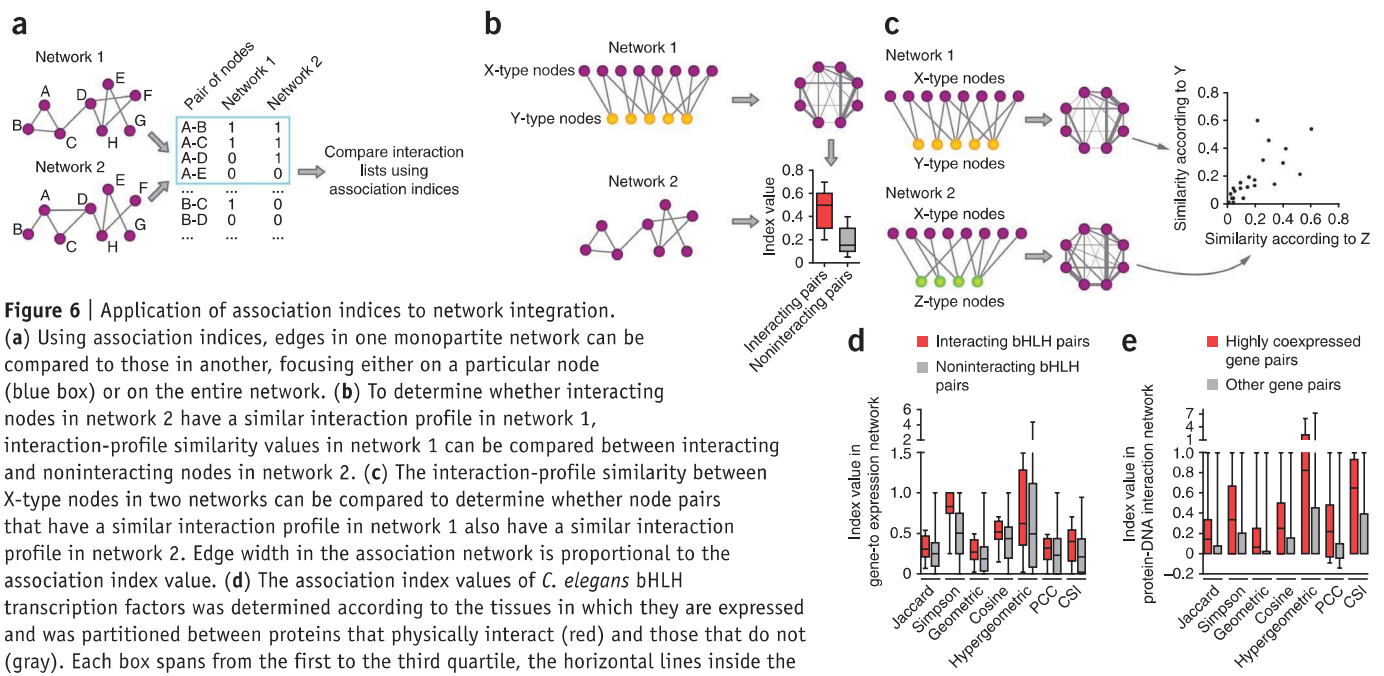 a
Network 1
A
B
C
D
E
F
G
H
Network 2
A
B
C
D
E
F
G
H
Pair of nodes
Network 1
Network 2
A-B 1 1
A-C 1 1
A-D 0 1
A-E 0 0
... ... ...
B-C 1 0
B-D 0 0
... ... ...
Compare interaction
lists using
association indices
b
Network 1
X-type nodes
Y-type nodes
Network 2
Index value
0.8
0.6
0.4
0.2
0
Interacting pairs
Noninteracting pairs
c
Network 1
X-type nodes
Y-type nodes
Network 2
X-type nodes
Z-type nodes
Similarity according to Y
0.8
0.6
0.4
0.2
0
0 0.2 0.4 0.6 0.8
Similarity according to Z
Figure 6 | Application of association indices to network integration.
(a) Using association indices, edges in one monopartite network can be
compared to those in another, focusing either on a particular node
(blue box) or on the entire network. (b) To determine whether interacting
nodes in network 2 have a similar interaction profile in network 1,
interaction-profile similarity values in network 1 can be compared between interacting
and noninteracting nodes in network 2. (c) The interaction-profile similarity between
X-type nodes in two networks can be compared to determine whether node pairs
that have a similar interaction profile in network 1 also have a similar interaction
profile in network 2. Edge width in the association network is proportional to the
association index value. (d) The association index values of C. elegans bHLH
transcription factors was determined according to the tissues in which they are expressed
and was partitioned between proteins that physically interact (red) and those that do not
(gray). Each box spans from the first to the third quartile, the horizontal lines inside the
d
Interacting bHLH pairs
Noninteracting bHLH
pairs
Index value in
gene-to expression network
6
4
2
1.5
1.0
0.5
0
Jaccard
Simpson
Geometric
Cosine
Hypergeometric
PCC
CSI
e
Highly coexpressed
gene pairs
Other gene pairs
Index value in
protein-DNA interaction network
7
4
1
1.0
0.8
0.6
0.4
0.2
0
–0.2
Jaccard
Simpson
Geometric
Cosine
Hypergeometric
PCC
CSI